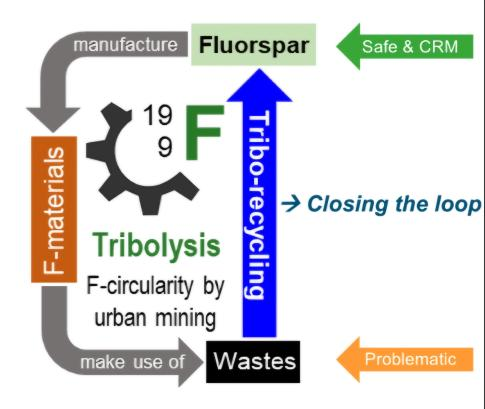 manufacture
Fluorspar
Safe & CRM
19
9
F
F-materials
Tribo-recycling
→ Closing the loop
Tribolysis
F-circularity by
urban mining
make use of
Wastes
Problematic